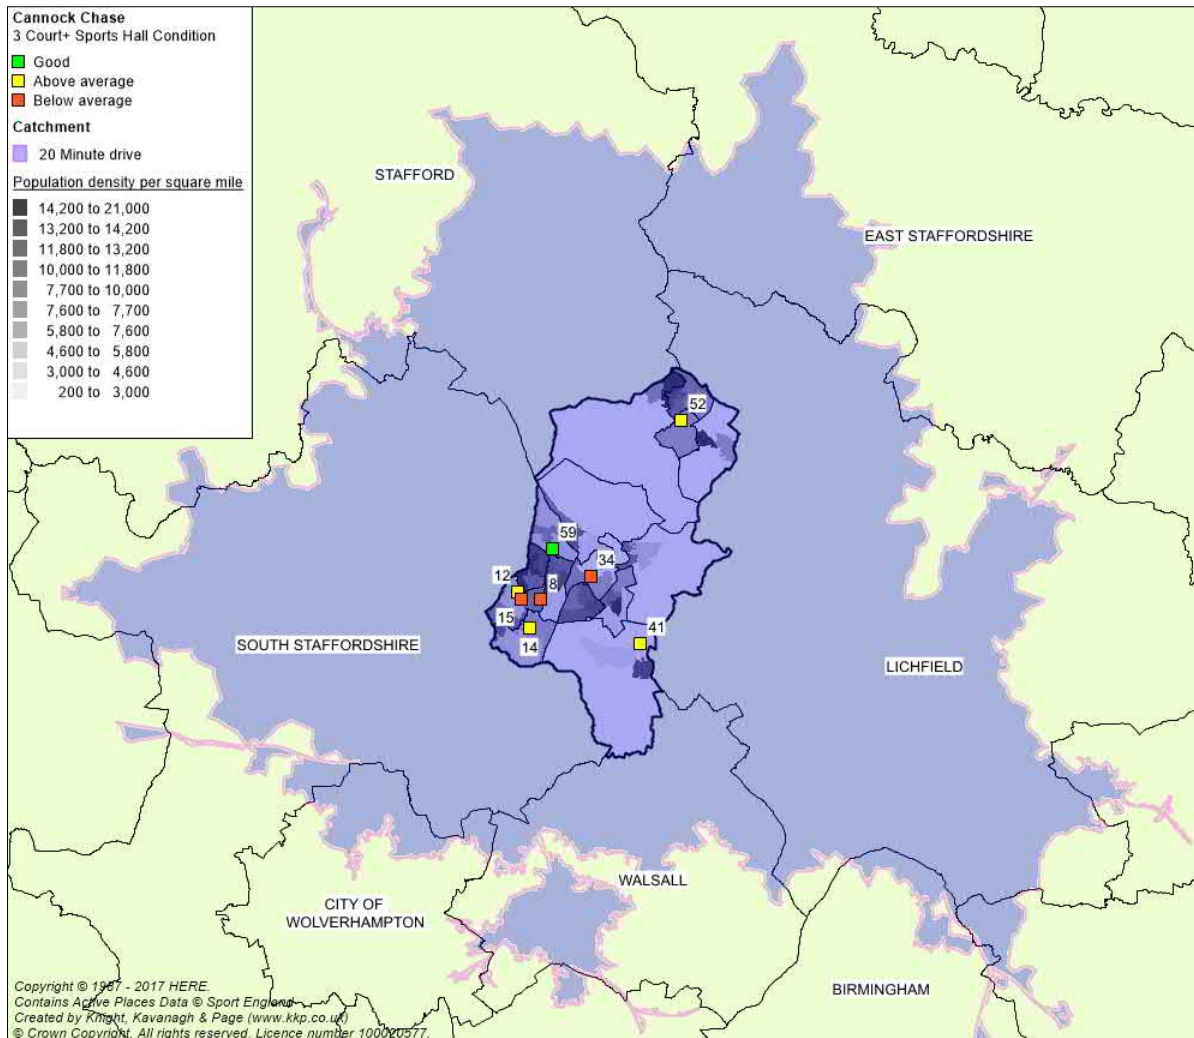 Cannock Chase
3 Court+ Sports Hall Condition
Good
Above average
Below average
Catchment
20 Minute drive
Population density per square mile
14,200 to 21,000
13,200 to 14,200
11,800 to 13,200
10,000 to 11,800
7,700 to 10,000
7,600 to 7,700
5,800 to 7,600
4,600 to 5,800
3,000 to 4,600
200 to 3,000
STAFFORD
EAST STAFFORDSHIRE
52
59
34
12
8
15
14
41
SOUTH STAFFORDSHIRE
LICHFIELD
WALSALL
CITY OF
WOLVERHAMPTON
BIRMINGHAM
Copyright © 1987 - 2017 HERE.
Contains Active Places Data © Sport England
Created by Knight, Kavanagh & Page (www.kkp.co.uk)
© Crown Copyright. All rights reserved. Licence number 100020577.